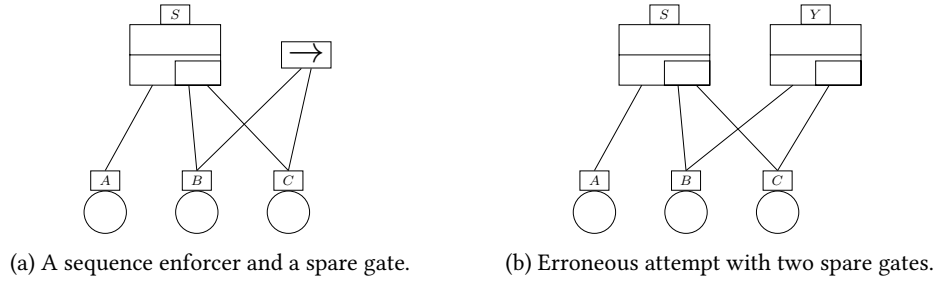 S
→
A B C
(a) A sequence enforcer and a spare gate.
S Y
A B C
(b) Erroneous attempt with two spare gates.